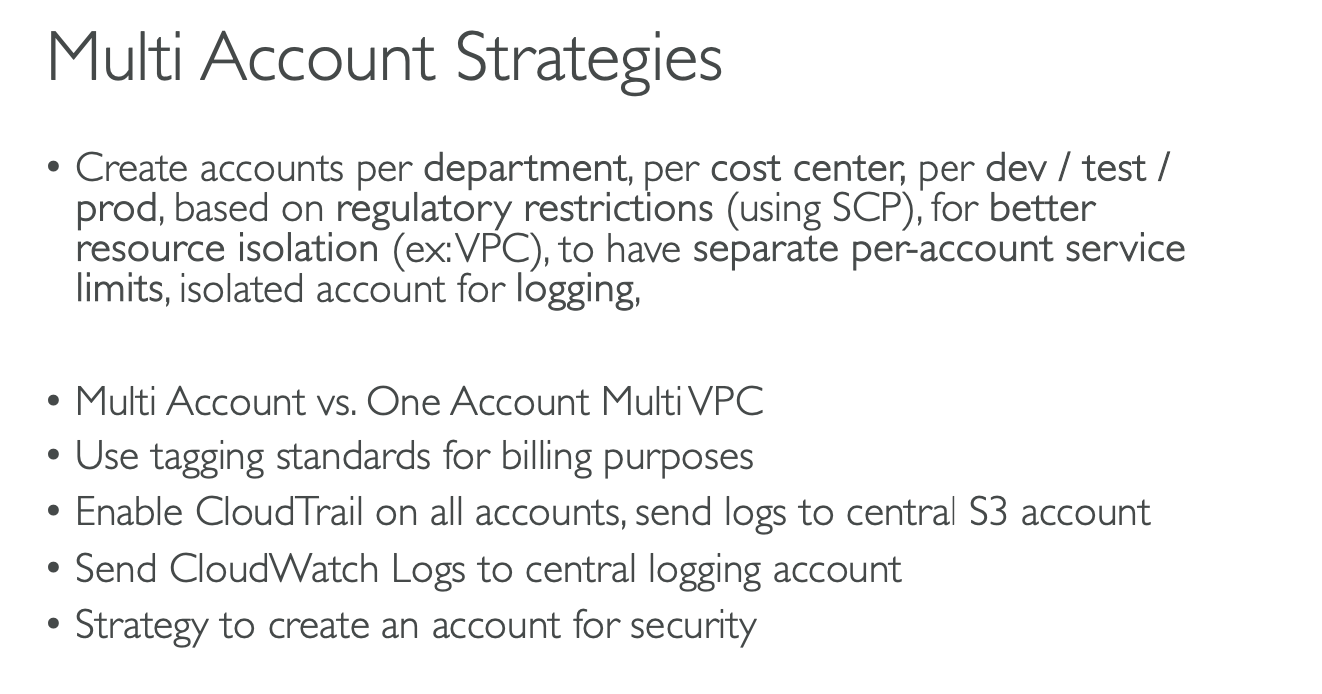 Multi Account Strategies
• Create accounts per department, per cost center, per dev / test /
prod, based on regulatory restrictions (using SCP), for better
resource isolation (ex: VPC), to have separate per-account service
limits, isolated account for logging,
• Multi Account vs. One Account Multi VPC
• Use tagging standards for billing purposes
• Enable CloudTrail on all accounts, send logs to central S3 account
• Send CloudWatch Logs to central logging account
• Strategy to create an account for security